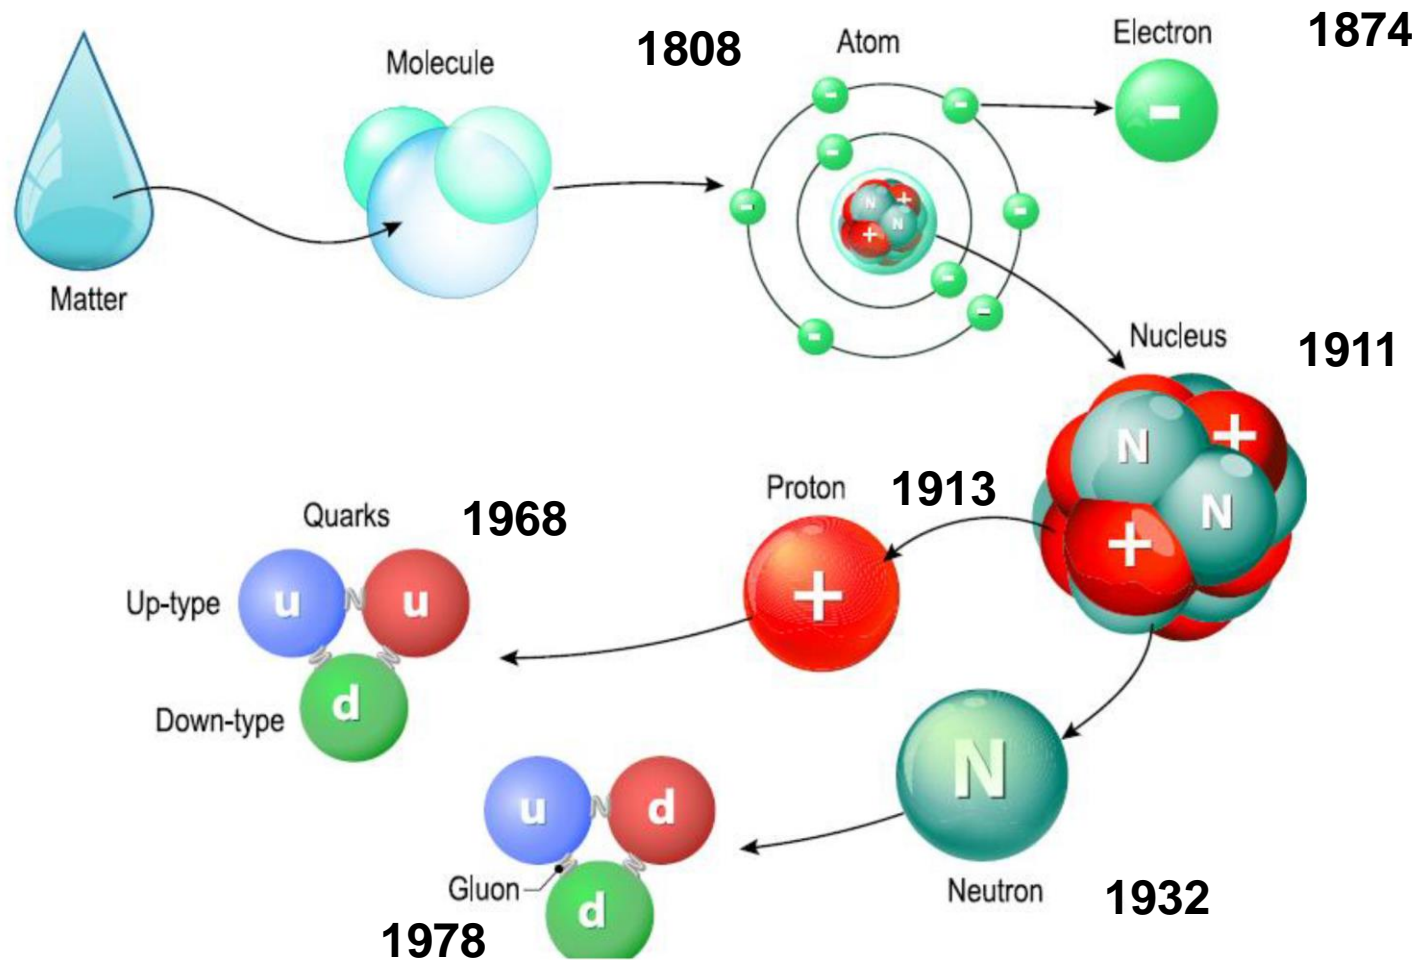 Matter
Molecule
1808
Atom
-
-
-
-
-
-
-
-
N
+
N
+
Electron
1874
-
Nucleus
1911
N
+
N
+
Proton
1913
+
Quarks
1968
Up-type
u
u
Down-type
d
Neutron
1932
N
u
d
Gluon
d
1978